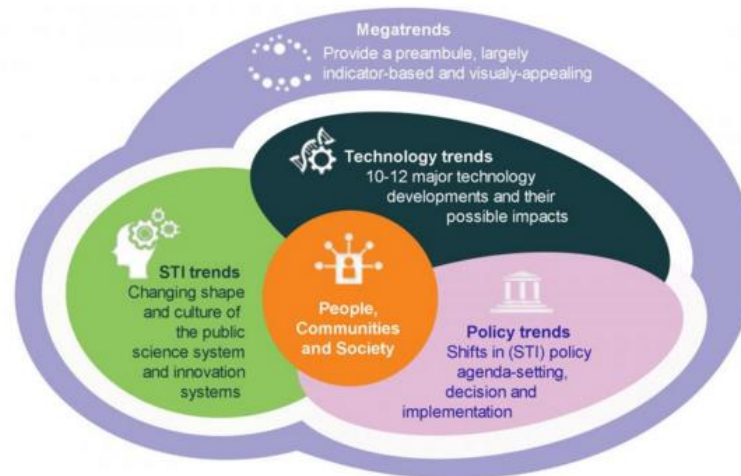 Megatrends
Provide a preambule, largely
indicator-based and visualy-appealing
Technology trends
10-12 major technology
developments and their
possible impacts
STI trends
Changing shape
and culture of
the public
science system
and innovation
systems
People,
Communities
and Society
Policy trends
Shifts in (STI) policy
agenda-setting,
decision and
implementation